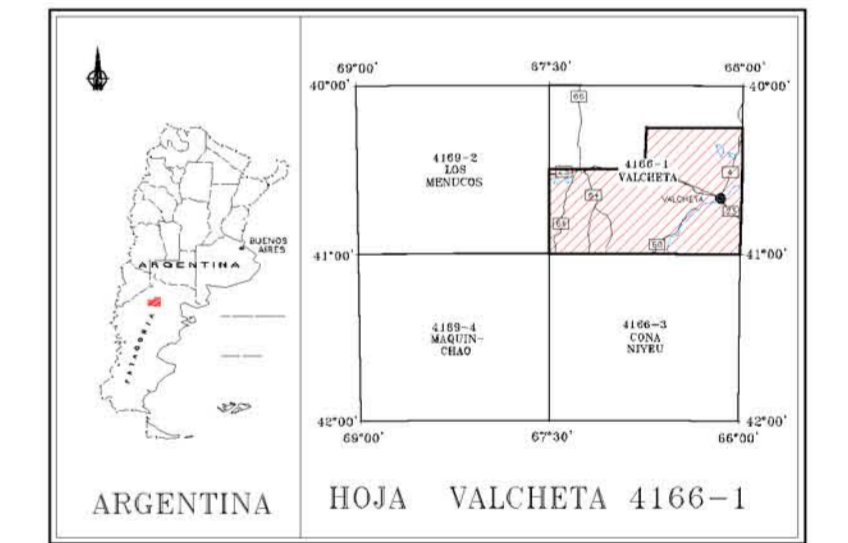 69°00'
67°30'
66°00'
40°00'
40°00'
66
4169-2
LOS
MENUCOS
4166-1
VALCHETA
4
64
VALCHETA
23
60
BUENOS
AIRES
ARGENTINA
PATAGONIA
41°00'
41°00'
4169-4
MAQUIN-
CHAO
4166-3
CONA
NIYEU
42°00'
42°00'
69°00'
67°30'
66°00'
ARGENTINA
HOJA VALCHETA 4166-1